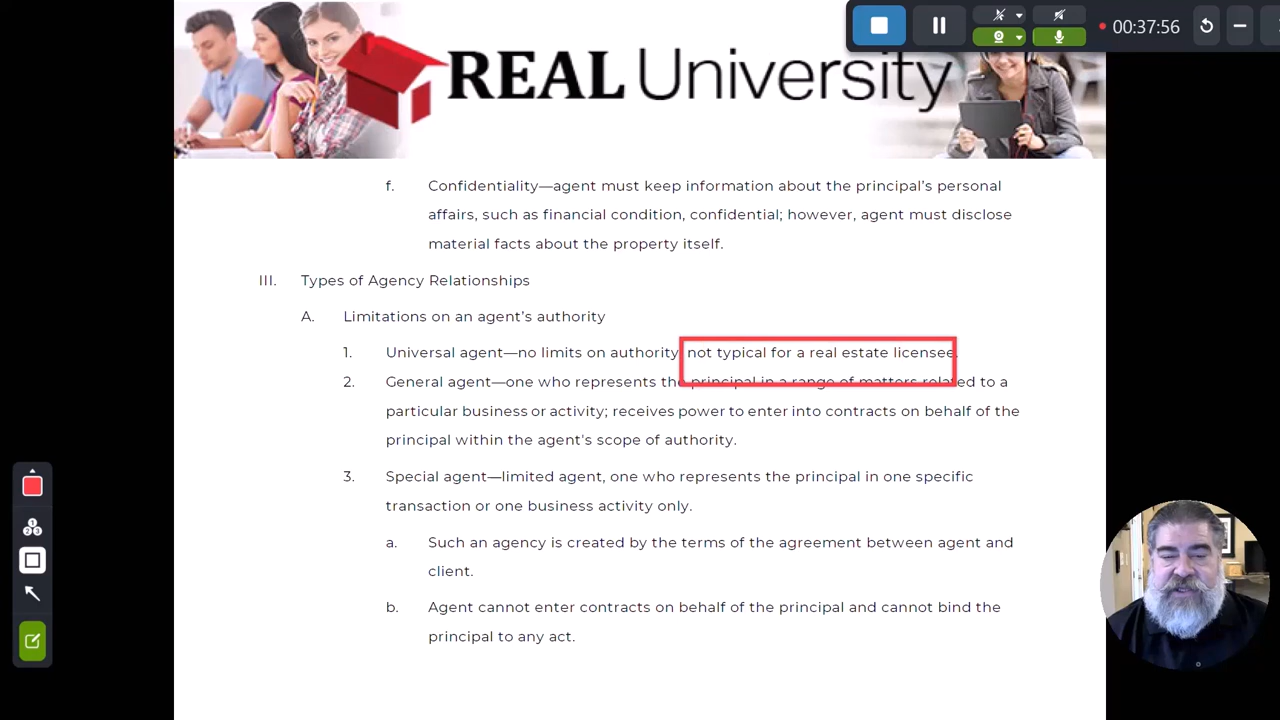 00:37:56
REAL University
f. Confidentiality—agent must keep information about the principal's personal
affairs, such as financial condition, confidential; however, agent must disclose
material facts about the property itself.
III. Types of Agency Relationships
A. Limitations on an agent's authority
1. Universal agent—no limits on authority not typical for a real estate licensee.
2. General agent—one who represents the principal in a range of matters related to a
particular business or activity; receives power to enter into contracts on behalf of the
principal within the agent's scope of authority.
3. Special agent—limited agent, one who represents the principal in one specific
transaction or one business activity only.
a. Such an agency is created by the terms of the agreement between agent and
client.
b. Agent cannot enter contracts on behalf of the principal and cannot bind the
principal to any act.